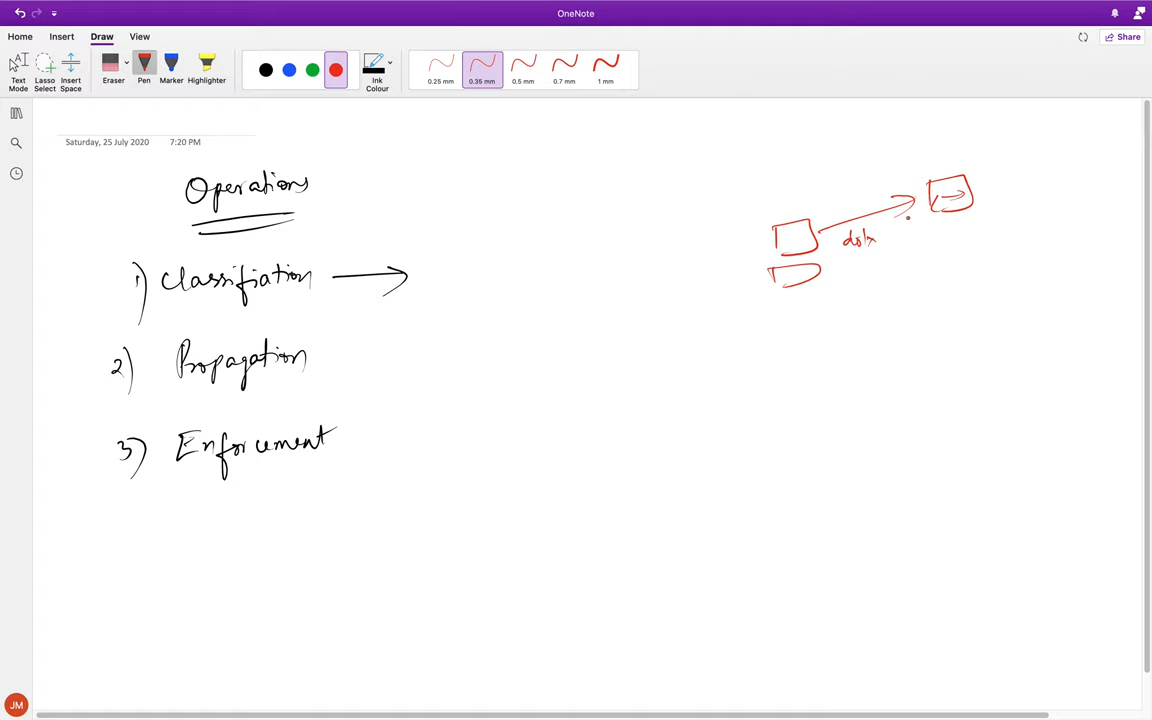 OneNote
Home Insert Draw View
Share
Text Mode
Lasso Select
Insert Space
Eraser
Pen
Marker
Highlighter
Ink Colour
0.25 mm
0.35 mm
0.5 mm
0.7 mm
1 mm
Saturday, 25 July 2020 7:20 PM
Operations
1) Classifiation
2) Propagation
3) Enforcement
dot1x
JM